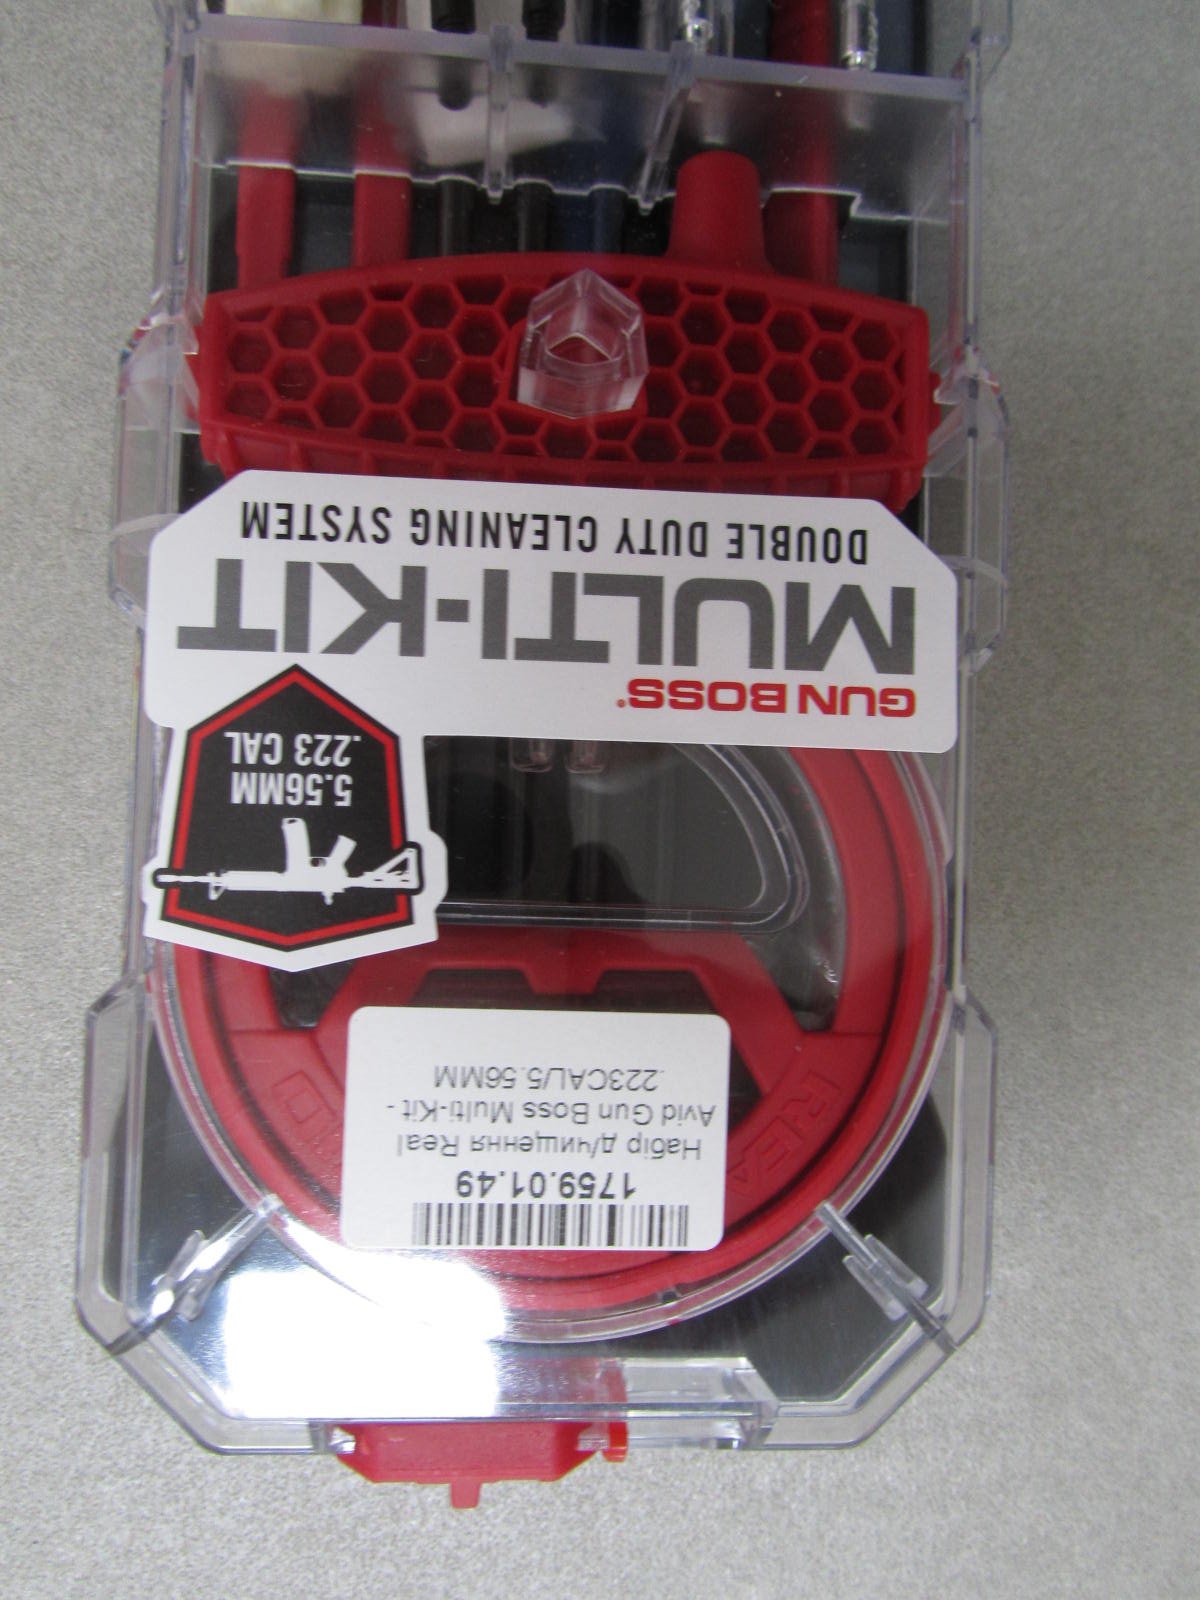 GUN BOSS®
MULTI-KIT
DOUBLE DUTY CLEANING SYSTEM
5.56MM
.223 CAL
1759.01.49
Набір д/чищення Real
Avid Gun Boss Multi-Kit -
.223CAL/5.56MM
REA